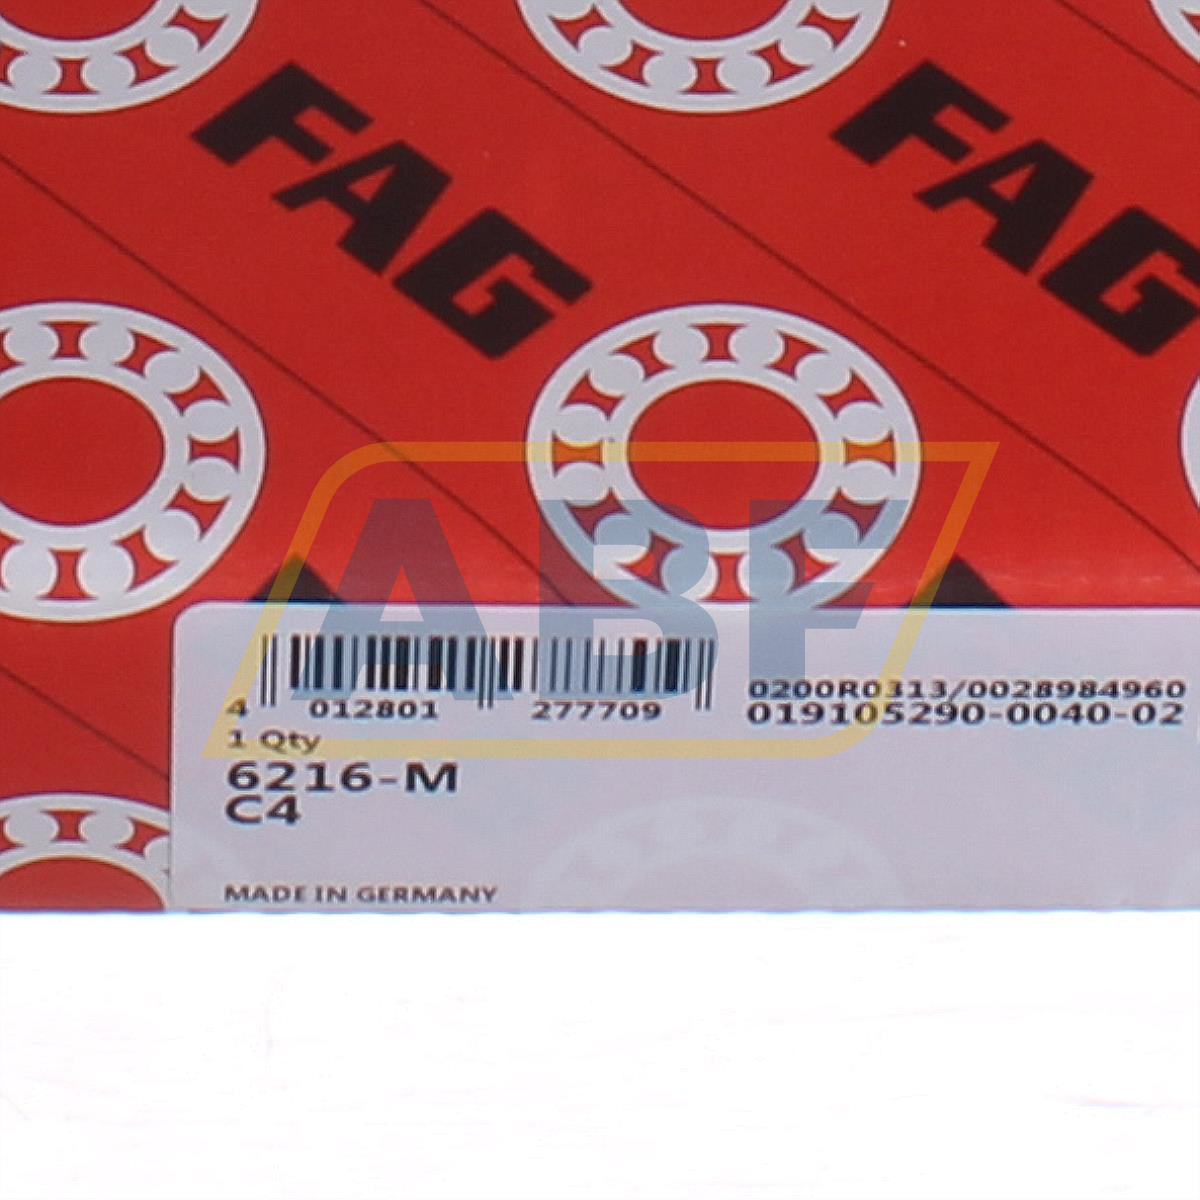 FAG
FAG
ABF
4 012801 277709
0200R0313/0028984960
019105290-0040-02
1 Qty
6216-M
C4
MADE IN GERMANY